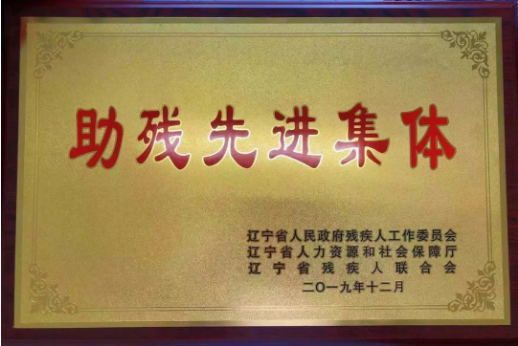 助残先进集体
辽宁省人民政府残疾人工作委员会
辽宁省人力资源和社会保障厅
辽宁省残疾人联合会
二〇一九年十二月